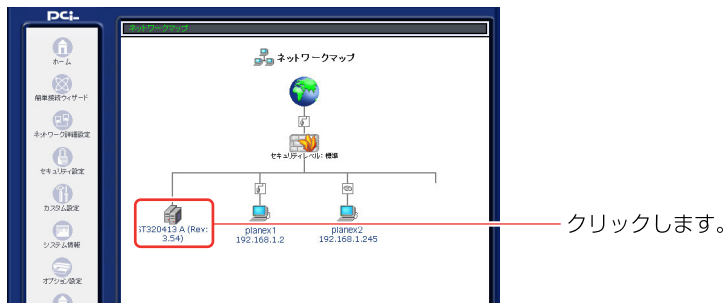 PCi
ネットワークマップ
ネットワークマップ
ホーム
簡単接続ウィザード
ネットワーク詳細設定
セキュリティ設定
カスタム設定
システム情報
オプション設定
セキュリティレベル: 標準
ST320413 A (Rev:
3.54)
planex1
192.168.1.2
planex2
192.168.1.245
クリックします。